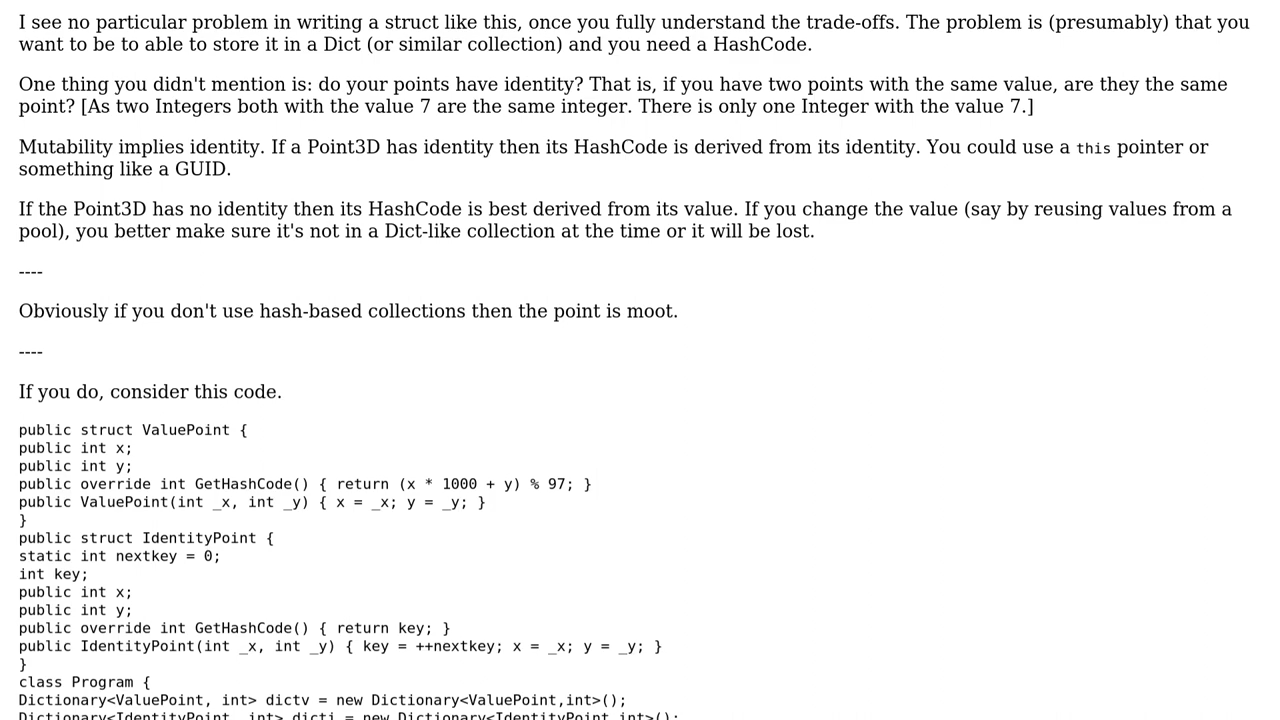 I see no particular problem in writing a struct like this, once you fully understand the trade-offs. The problem is (presumably) that you
want to be to able to store it in a Dict (or similar collection) and you need a HashCode.
One thing you didn't mention is: do your points have identity? That is, if you have two points with the same value, are they the same
point? [As two Integers both with the value 7 are the same integer. There is only one Integer with the value 7.]
Mutability implies identity. If a Point3D has identity then its HashCode is derived from its identity. You could use a this pointer or
something like a GUID.
If the Point3D has no identity then its HashCode is best derived from its value. If you change the value (say by reusing values from a
pool), you better make sure it's not in a Dict-like collection at the time or it will be lost.
----
Obviously if you don't use hash-based collections then the point is moot.
----
If you do, consider this code.
public struct ValuePoint {
public int x;
public int y;
public override int GetHashCode() { return (x * 1000 + y) % 97; }
public ValuePoint(int _x, int _y) { x = _x; y = _y; }
}
public struct IdentityPoint {
static int nextkey = 0;
int key;
public int x;
public int y;
public override int GetHashCode() { return key; }
public IdentityPoint(int _x, int _y) { key = ++nextkey; x = _x; y = _y; }
}
class Program {
Dictionary<ValuePoint, int> dictv = new Dictionary<ValuePoint,int>();
Dictionary<IdentityPoint, int> dicti = new Dictionary<IdentityPoint,int>();